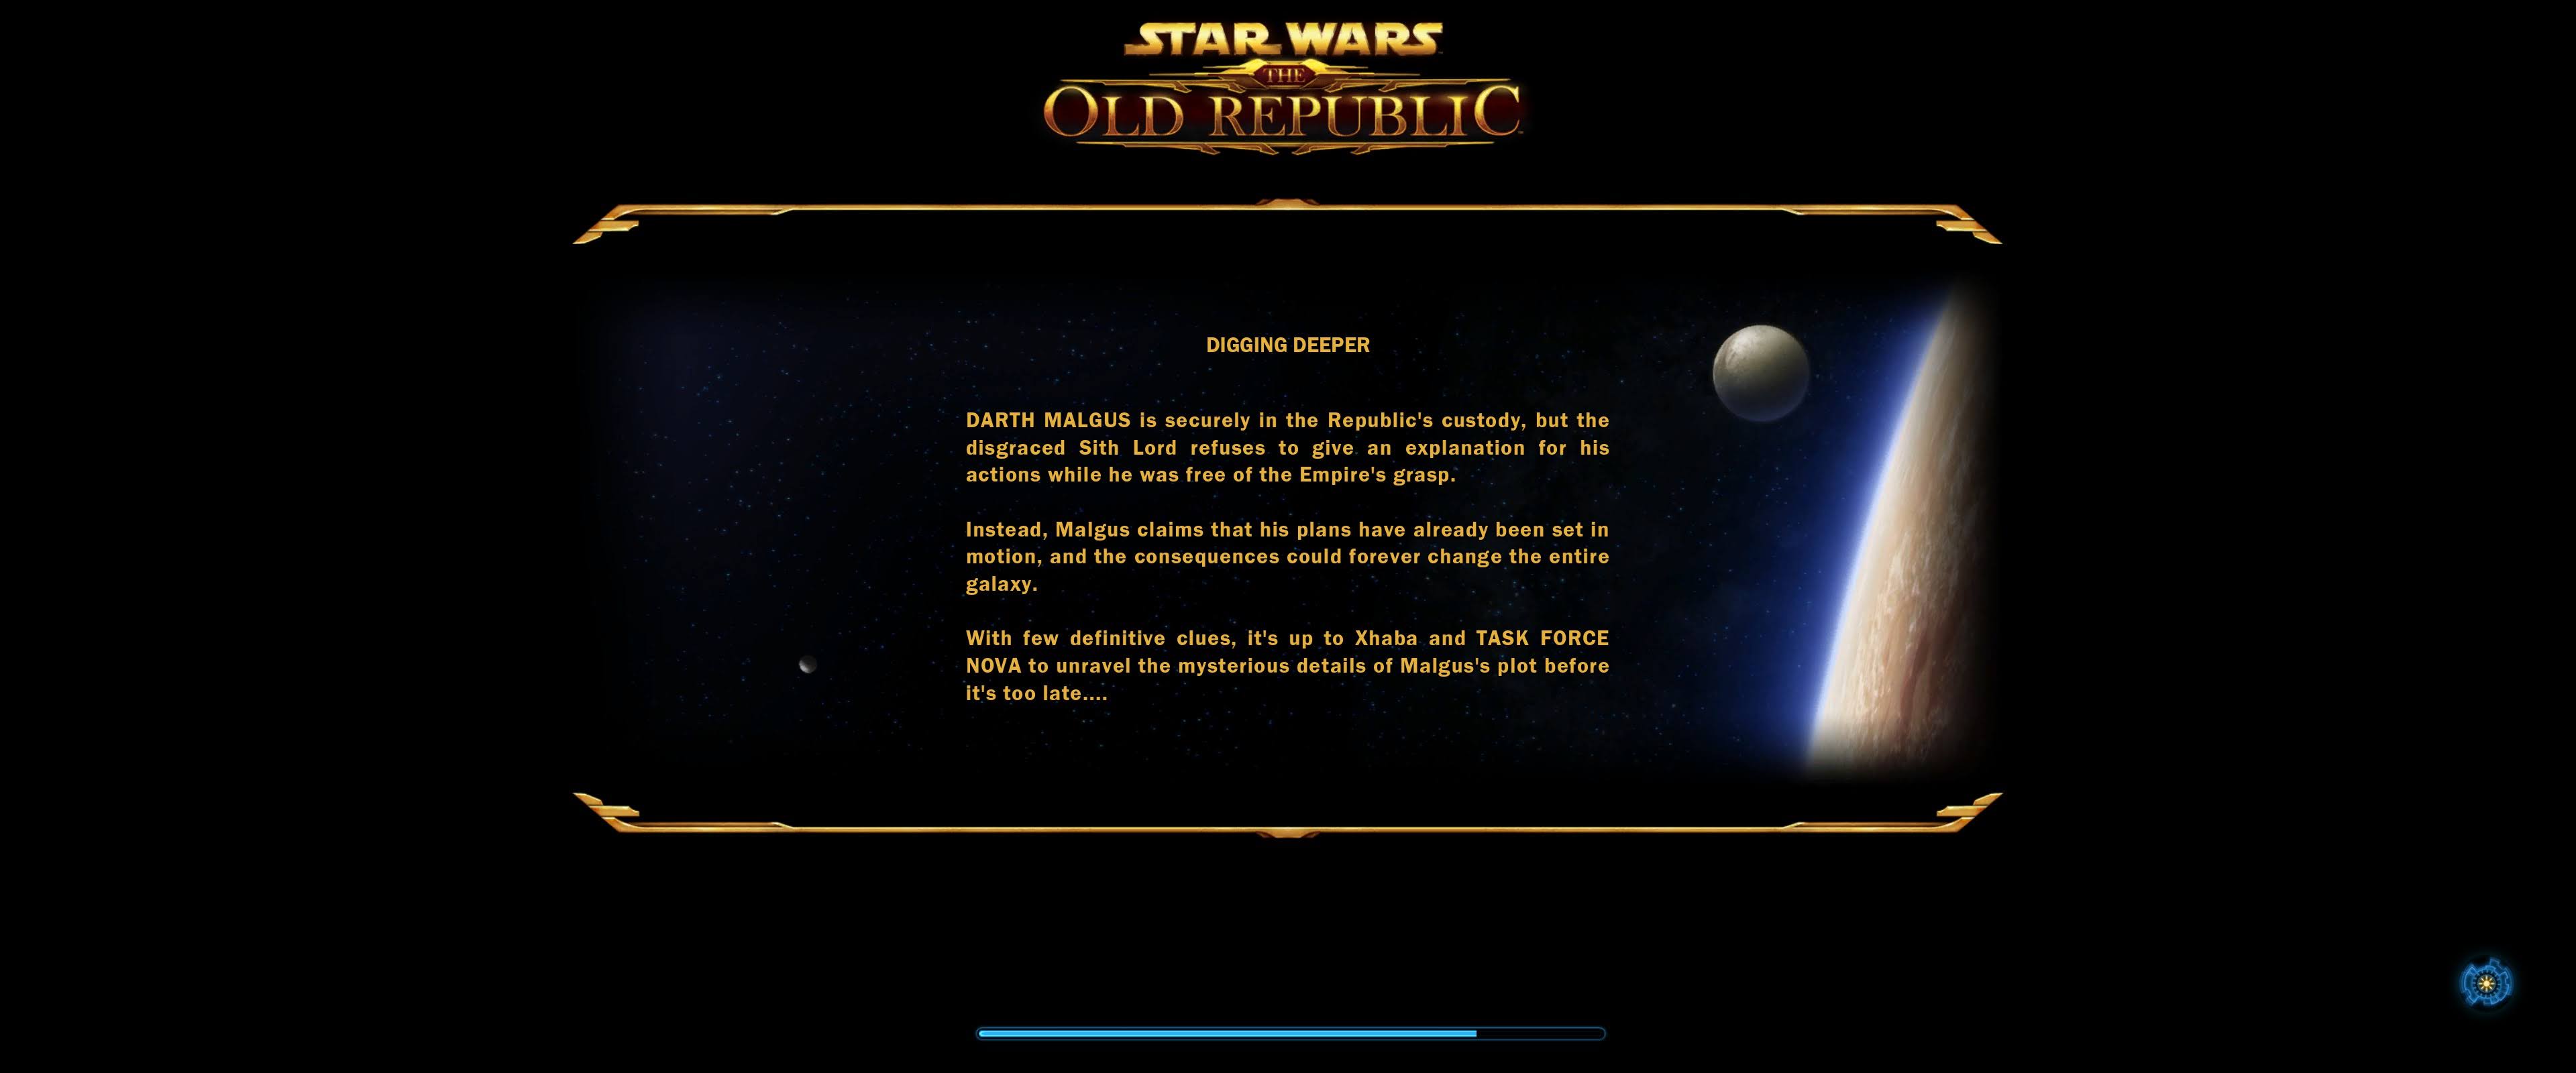 STAR WARS
THE
OLD REPUBLIC
DIGGING DEEPER
DARTH MALGUS is securely in the Republic's custody, but the
disgraced Sith Lord refuses to give an explanation for his
actions while he was free of the Empire's grasp.
Instead, Malgus claims that his plans have already been set in
motion, and the consequences could forever change the entire
galaxy.
With few definitive clues, it's up to Xhaba and TASK FORCE
NOVA to unravel the mysterious details of Malgus's plot before
it's too late....